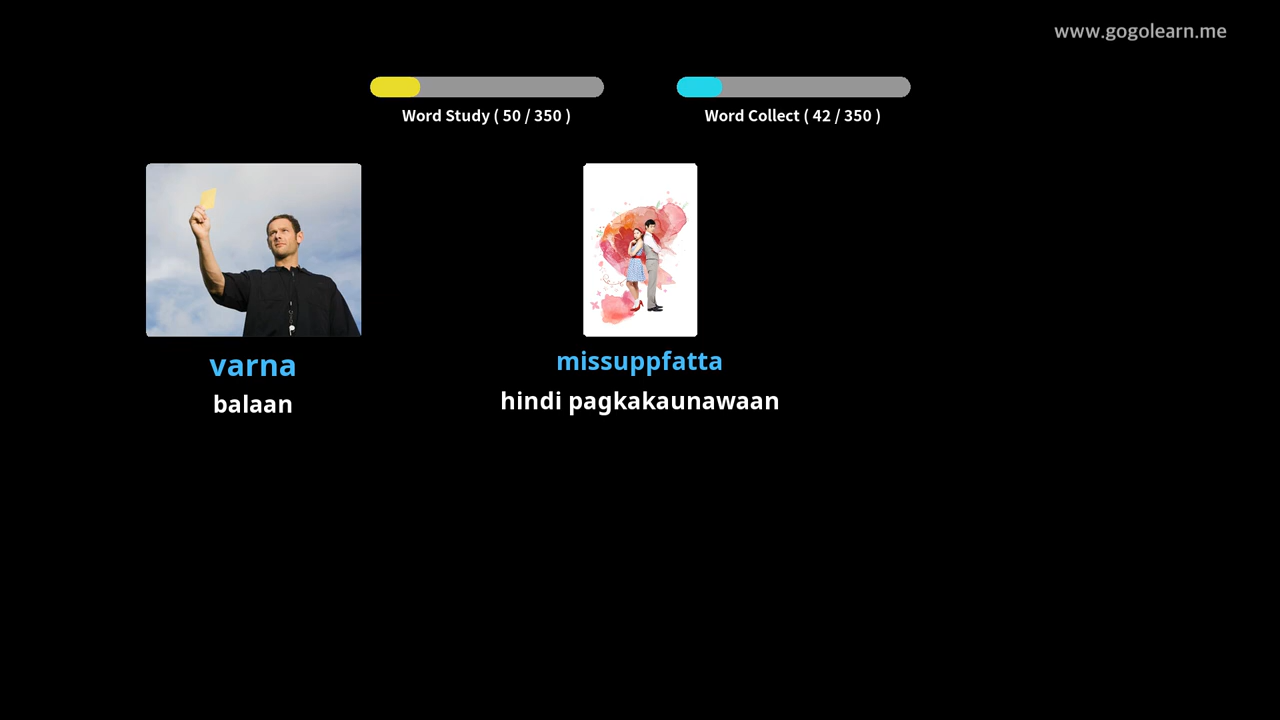 www.gogolearn.me
Word Study ( 50 / 350 )
Word Collect ( 42 / 350 )
varna
balaan
missuppfatta
hindi pagkakaunawaan